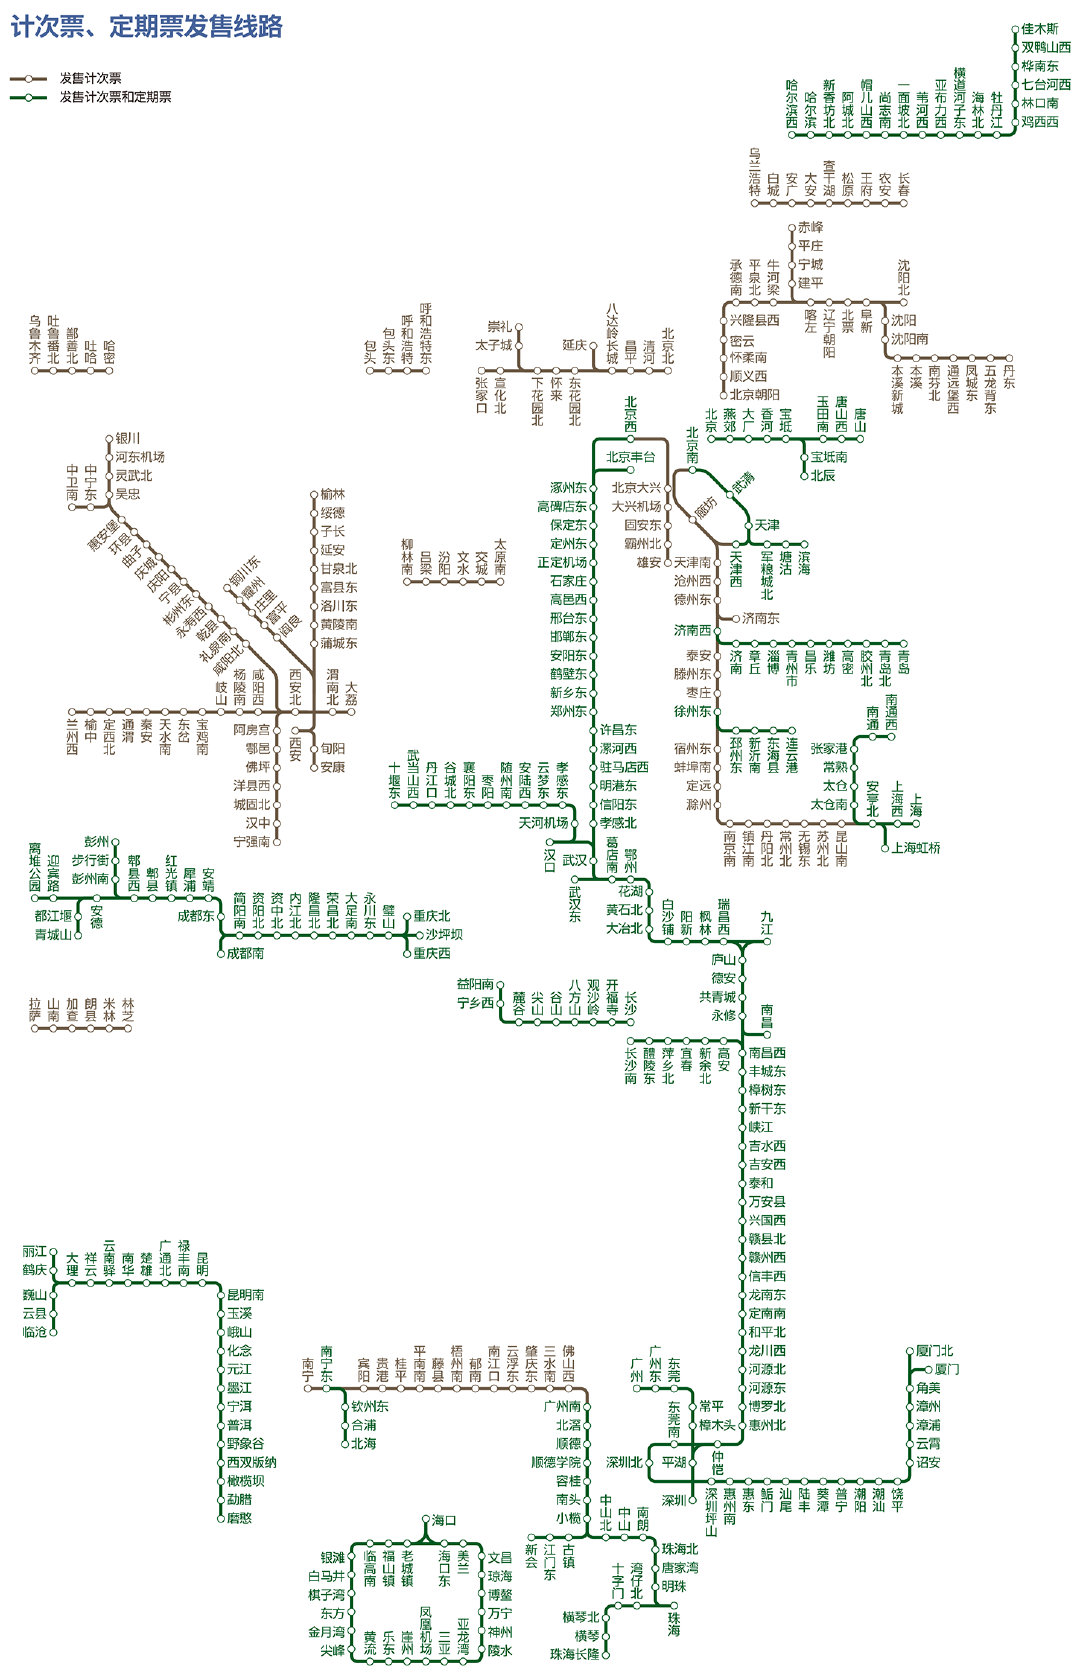 计次票、定期票发售线路
发售计次票
发售计次票和定期票
佳木斯
双鸭山西
桦南东
七台河西
林口南
鸡西西
哈尔滨西
哈尔滨
新香坊北
阿城北
帽儿山西
尚志南
一面坡北
苇河西
亚布力西
横道河子东
海林北
牡丹江
乌兰浩特
白城
安广
大安
查干湖
松原
王府
农安
长春
赤峰
平庄
宁城
建平
承德南
平泉北
牛河梁
沈阳北
喀左
辽宁朝阳
北票
阜新
兴隆县西
密云
怀柔南
顺义西
北京朝阳
沈阳
沈阳南
本溪新城
本溪
南芬北
通远堡西
凤城东
五龙背东
丹东
乌鲁木齐
吐鲁番北
鄯善北
吐哈
哈密
包头
包头东
呼和浩特
呼和浩特东
崇礼
太子城
延庆
八达岭长城
昌平
清河
北京北
张家口
宣化北
下花园北
怀来
东花园北
北京西
北京丰台
北京南
北京
燕郊
大厂
香河
宝坻
玉田南
唐山西
唐山
宝坻南
北辰
武清
廊坊
天津
天津西
军粮城北
塘沽
滨海
银川
河东机场
灵武北
吴忠
中卫南
中宁东
惠安堡
环县
曲子
庆城
庆阳
宁县
彬州东
永寿西
乾县
礼泉南
咸阳北
铜川东
耀州
庄里
富平
阎良
榆林
绥德
子长
延安
甘泉北
富县东
洛川东
黄陵南
蒲城东
柳林南
吕梁
汾阳
文水
交城
太原南
涿州东
高碑店东
保定东
定州东
正定机场
石家庄
高邑西
邢台东
邯郸东
安阳东
鹤壁东
新乡东
郑州东
许昌东
漯河西
驻马店西
明港东
信阳东
孝感北
北京大兴
大兴机场
固安东
霸州北
雄安
天津南
沧州西
德州东
济南东
济南西
济南
章丘
淄博
青州市
昌乐
潍坊
高密
胶州北
青岛北
青岛
泰安
滕州东
枣庄
徐州东
邳州东
新沂南
东海县
连云港
宿州东
蚌埠南
定远
滁州
南京南
镇江南
丹阳北
常州北
无锡东
苏州北
昆山南
南通
南通西
张家港
常熟
太仓
太仓南
安亭北
上海西
上海
上海虹桥
岐山
杨陵南
咸阳西
西安北
渭南北
大荔
兰州西
榆中
定西北
通渭
秦安
天水南
东岔
宝鸡南
阿房宫
鄠邑
佛坪
洋县西
城固北
汉中
宁强南
西安
旬阳
安康
十堰东
武当山西
丹江口
谷城北
襄阳东
枣阳
随州南
安陆西
云梦东
孝感东
天河机场
汉口
武汉
武汉东
葛店南
鄂州
花湖
黄石北
大冶北
白沙铺
阳新
枫林
瑞昌西
九江
庐山
德安
共青城
永修
南昌
离堆公园
迎宾路
彭州
步行街
彭州南
郫县西
郫县
红光镇
犀浦
安靖
都江堰
青城山
安德
成都东
成都南
简阳南
资阳北
资中北
内江北
隆昌北
荣昌北
大足南
永川东
璧山
重庆北
沙坪坝
重庆西
益阳南
宁乡西
麓谷
尖山
谷山
八方山
观沙岭
开福寺
长沙
长沙南
醴陵东
萍乡北
宜春
新余北
高安
拉萨
山南
加查
朗县
米林
林芝
南昌西
丰城东
樟树东
新干东
峡江
吉水西
吉安西
泰和
万安县
兴国西
赣县北
赣州西
信丰西
龙南东
定南南
和平北
龙川西
河源北
河源东
博罗北
惠州北
丽江
鹤庆
大理
祥云
云南驿
南华
楚雄
广通北
禄丰南
昆明
巍山
云县
临沧
昆明南
玉溪
峨山
化念
元江
墨江
宁洱
普洱
野象谷
西双版纳
橄榄坝
勐腊
磨憨
南宁
南宁东
宾阳
贵港
桂平
平南南
藤县
梧州南
郁南
南江口
云浮东
肇庆东
三水南
佛山西
钦州东
合浦
北海
广州南
北滘
顺德
顺德学院
容桂
南头
小榄
广州
广州东
东莞
东莞南
常平
樟木头
深圳北
平湖
仲恺
深圳
深圳坪山
惠州南
惠东
鲘门
汕尾
陆丰
葵潭
普宁
潮阳
潮汕
饶平
厦门北
厦门
角美
漳州
漳浦
云霄
诏安
新会
江门东
古镇
中山北
中山
南朗
珠海北
唐家湾
明珠
十字门
湾仔北
珠海
横琴北
横琴
珠海长隆
海口
银滩
白马井
棋子湾
东方
金月湾
尖峰
临高南
福山镇
老城镇
海口东
美兰
文昌
琼海
博鳌
万宁
神州
陵水
黄流
乐东
崖州
凤凰机场
三亚
亚龙湾